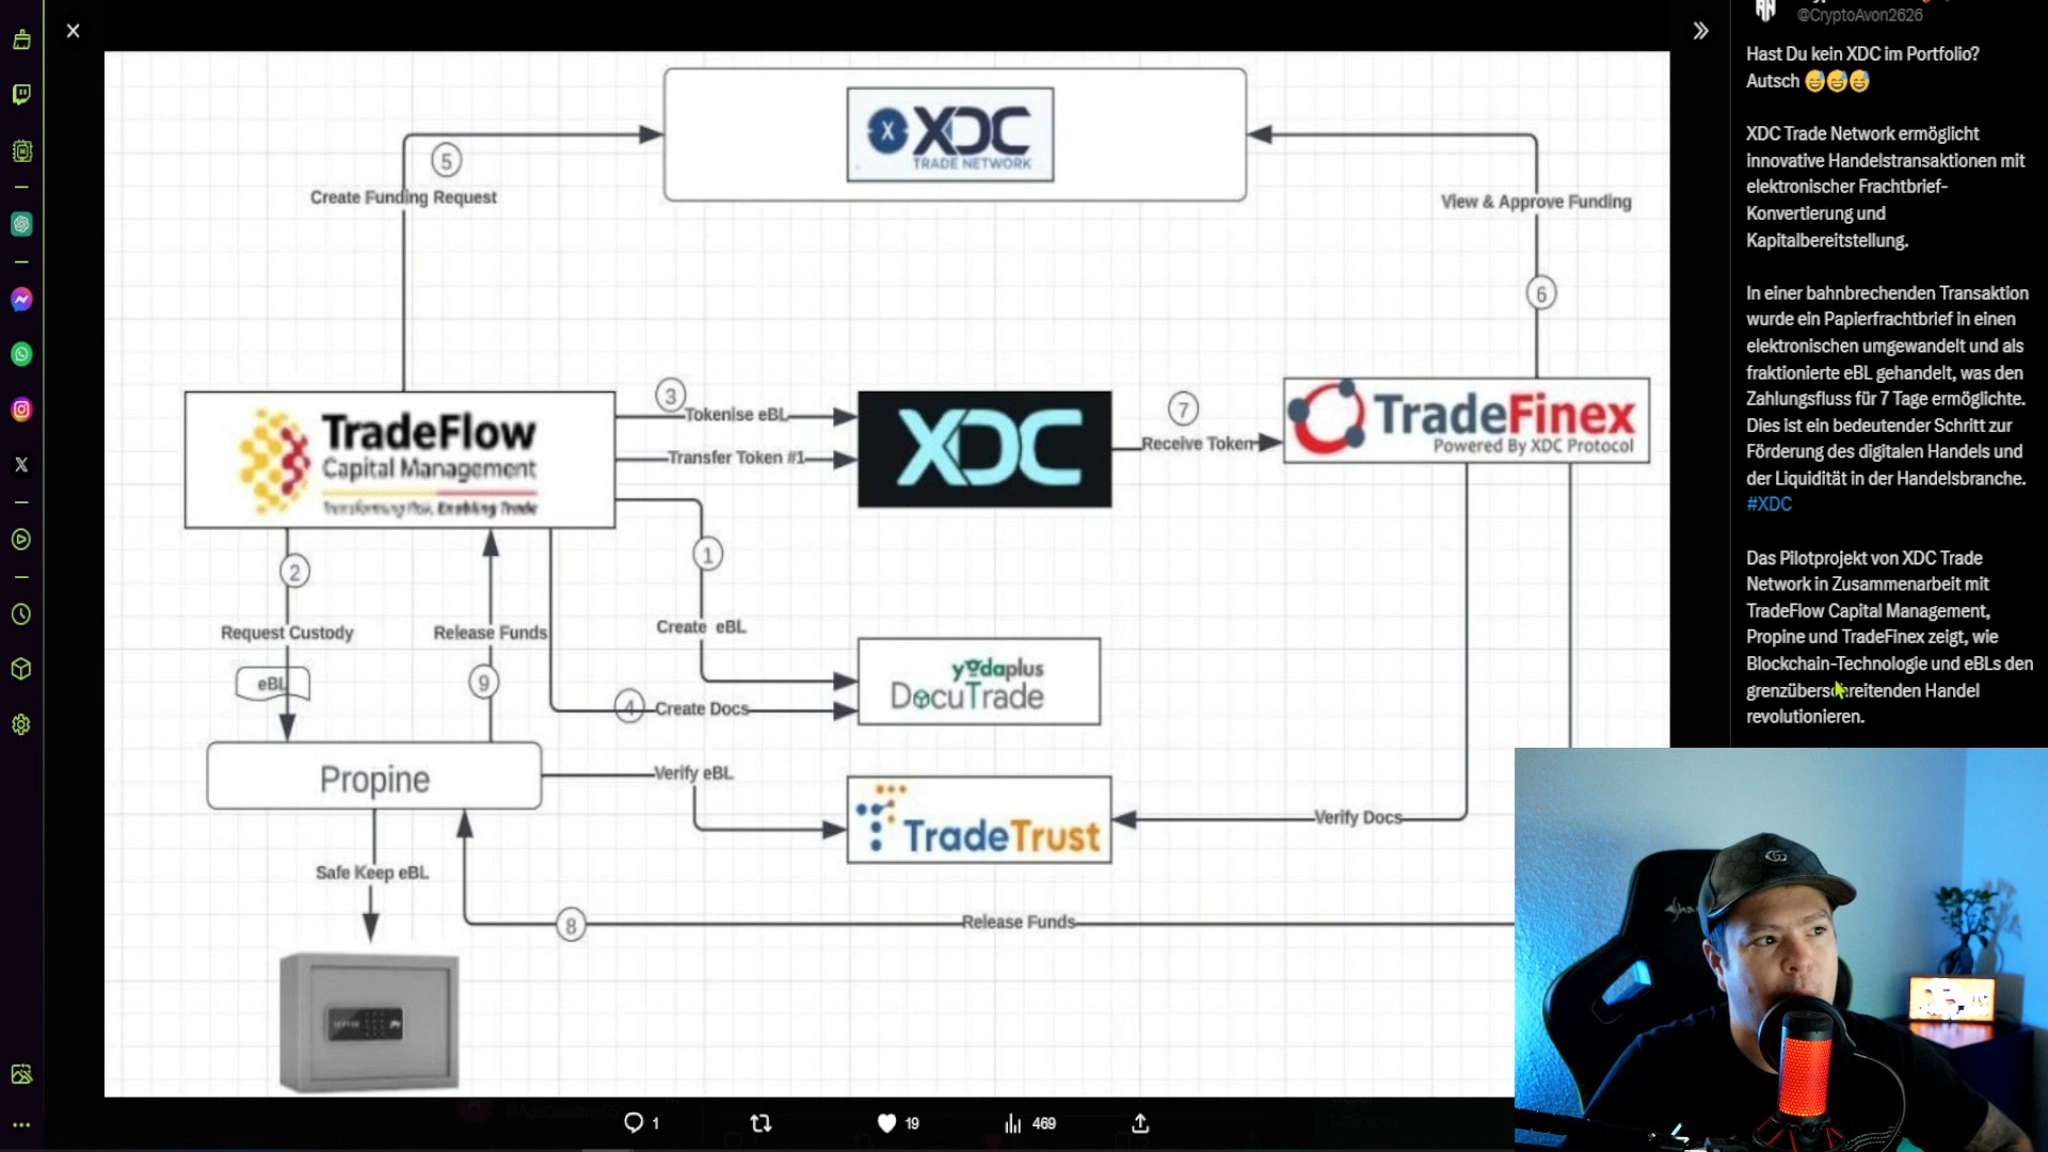 XDC
TRADE NETWORK
5
Create Funding Request
View & Approve Funding
6
TradeFlow
Capital Management
Transforming Risk, Enabling Trade
3
Tokenise eBL
Transfer Token #1
XDC
7
Receive Token
TradeFinex
Powered By XDC Protocol
1
2
Request Custody
Release Funds
Create eBL
eBL
9
4
Create Docs
yodaplus
DocuTrade
Propine
Verify eBL
TradeTrust
Verify Docs
Safe Keep eBL
8
Release Funds
1
19
469
@CryptoAvon2626
Hast Du kein XDC im Portfolio?
Autsch 😅😅😅
XDC Trade Network ermöglicht
innovative Handelstransaktionen mit
elektronischer Frachtbrief-
Konvertierung und
Kapitalbereitstellung.
In einer bahnbrechenden Transaktion
wurde ein Papierfrachtbrief in einen
elektronischen umgewandelt und als
fraktionierte eBL gehandelt, was den
Zahlungsfluss für 7 Tage ermöglichte.
Dies ist ein bedeutender Schritt zur
Förderung des digitalen Handels und
der Liquidität in der Handelsbranche.
#XDC
Das Pilotprojekt von XDC Trade
Network in Zusammenarbeit mit
TradeFlow Capital Management,
Propine und TradeFinex zeigt, wie
Blockchain-Technologie und eBLs den
grenzüberschreitenden Handel
revolutionieren.